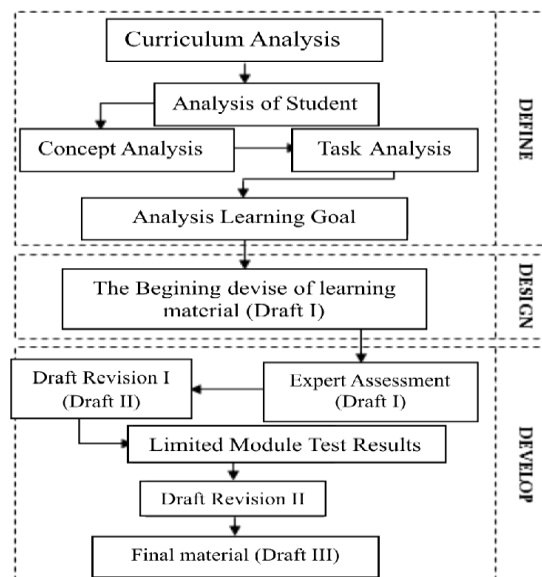 Curriculum Analysis
Analysis of Student
Concept Analysis
Task Analysis
Analysis Learning Goal
DEFINE
The Begining devise of learning
material (Draft I)
DESIGN
Draft Revision I
(Draft II)
Expert Assessment
(Draft I)
Limited Module Test Results
Draft Revision II
Final material (Draft III)
DEVELOP